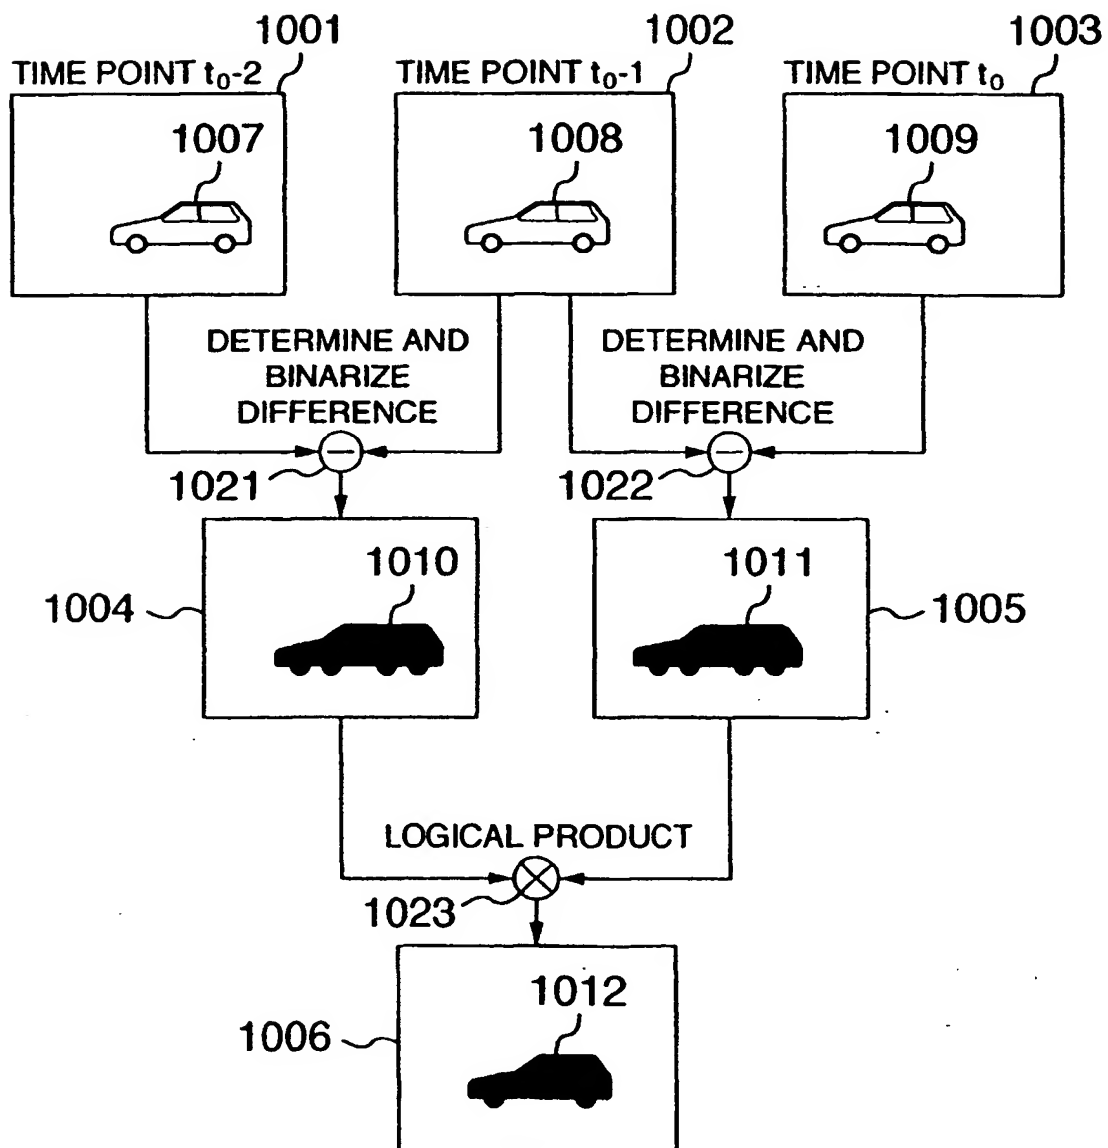 1001
1002
1003
TIME POINT t₀-2
TIME POINT t₀-1
TIME POINT t₀
1007
1008
1009
DETERMINE AND
BINARIZE
DIFFERENCE
DETERMINE AND
BINARIZE
DIFFERENCE
1021
1022
1010
1011
1004
1005
LOGICAL PRODUCT
1023
1012
1006